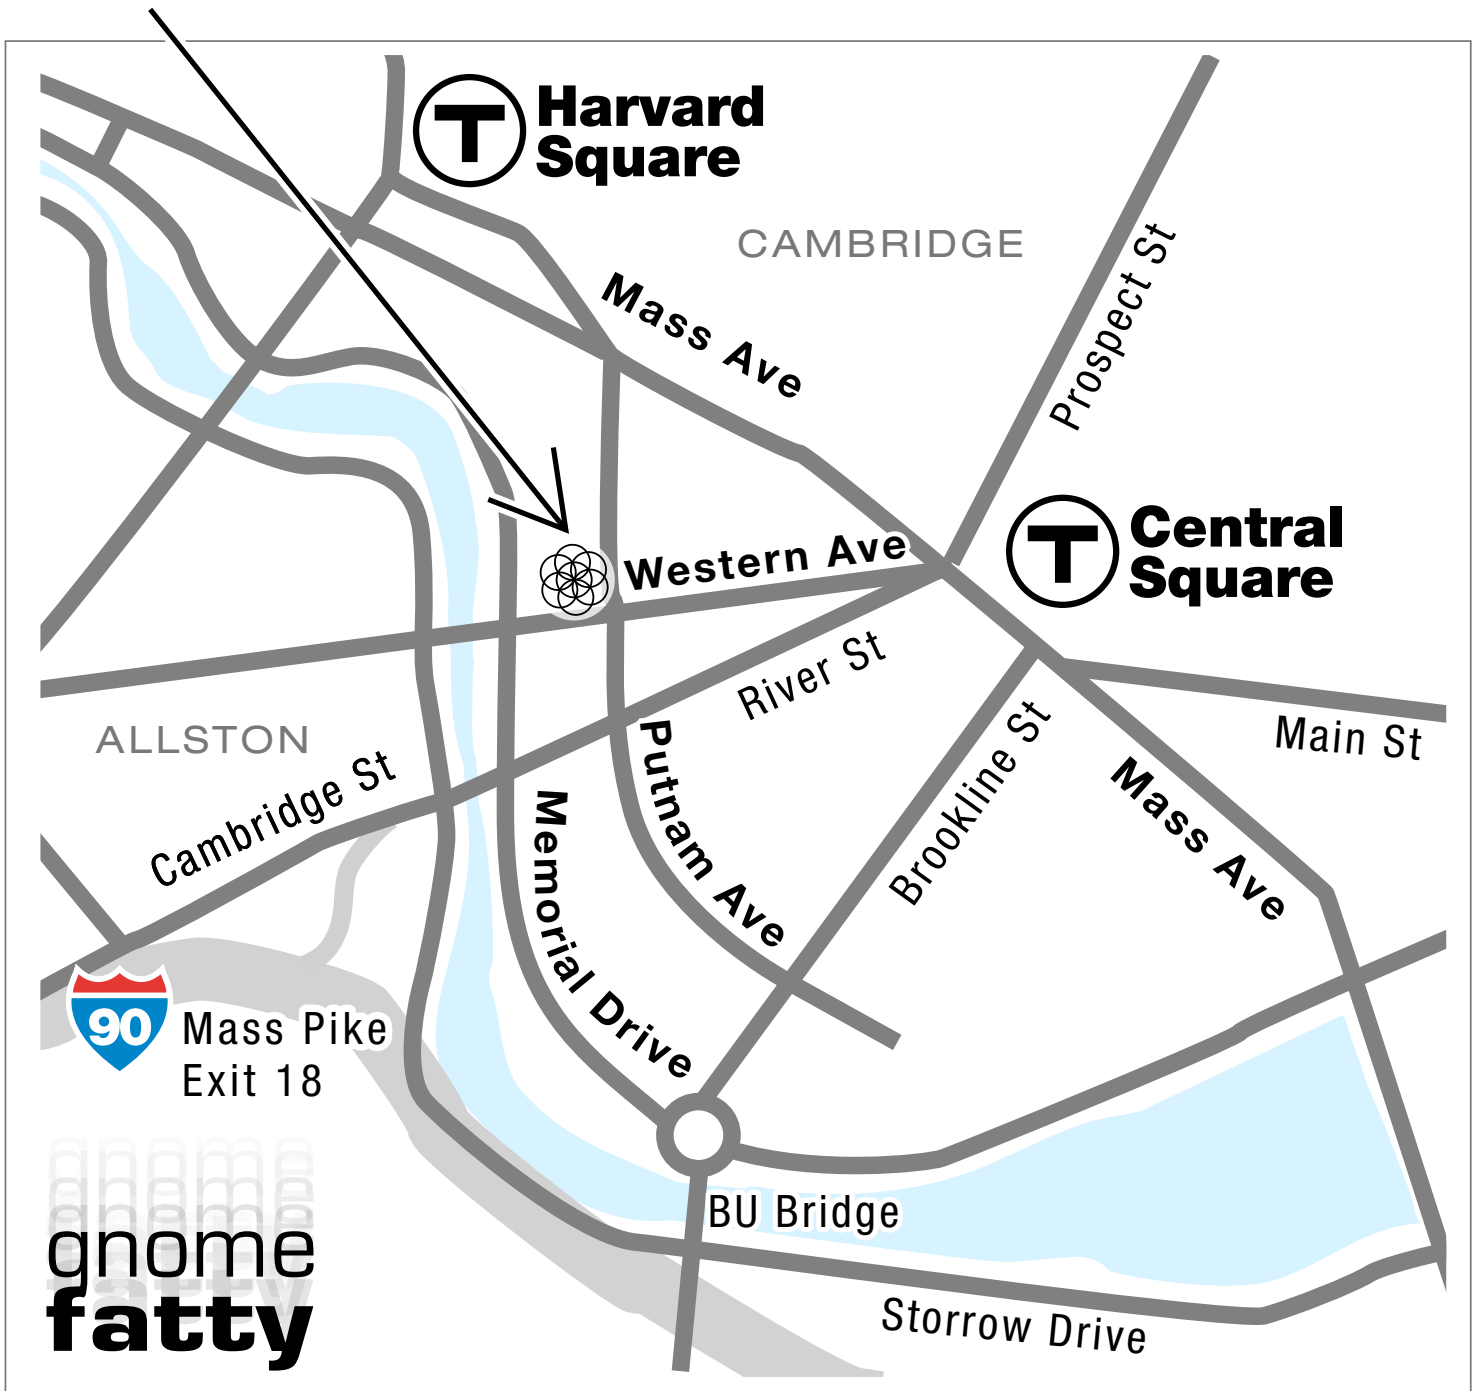 T
Harvard
Square
CAMBRIDGE
Mass Ave
Prospect St
T
Central
Square
Western Ave
River St
ALLSTON
Cambridge St
Putnam Ave
Main St
Brookline St
Mass Ave
Memorial Drive
90
Mass Pike
Exit 18
BU Bridge
Storrow Drive
gnome
fatty